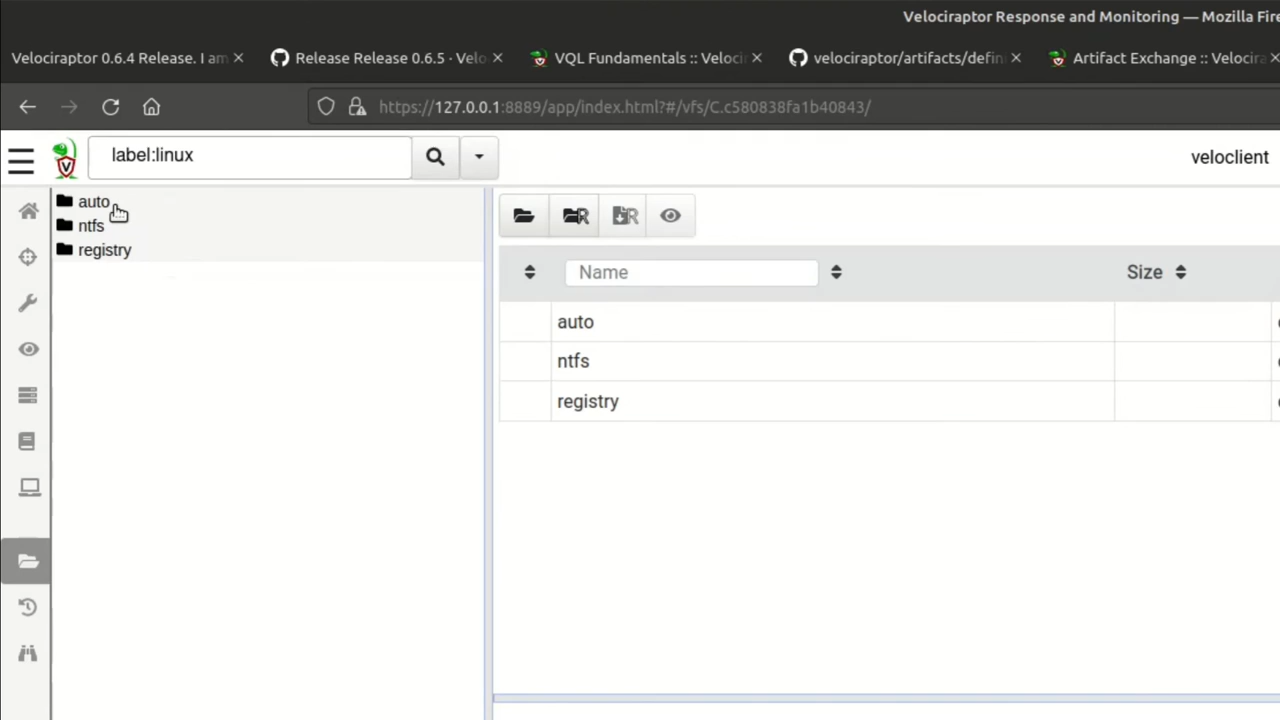 Velociraptor Response and Monitoring — Mozilla Fire
Velociraptor 0.6.4 Release. I am
Release Release 0.6.5 · Velo
VQL Fundamentals :: Veloci
velociraptor/artifacts/defin
Artifact Exchange :: Velocira
https://127.0.0.1:8889/app/index.html?#/vfs/C.c580838fa1b40843/
label:linux
veloclient
auto
ntfs
registry
R
R
Name
Size
auto
ntfs
registry